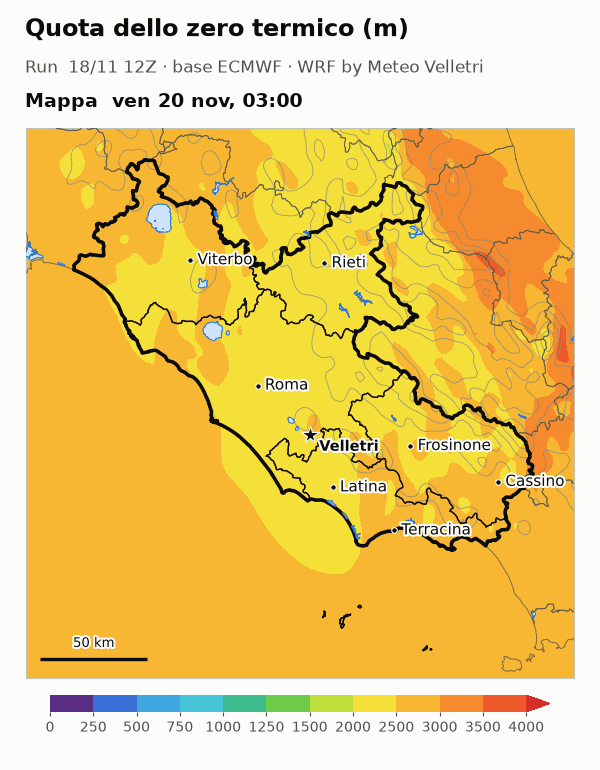 Quota dello zero termico (m)
Run  18/11 12Z · base ECMWF · WRF by Meteo Velletri
Mappa  ven 20 nov, 03:00
Viterbo
Rieti
Roma
Velletri
Frosinone
Cassino
Latina
Terracina
50 km
0 250 500 750 1000 1250 1500 2000 2500 3000 3500 4000